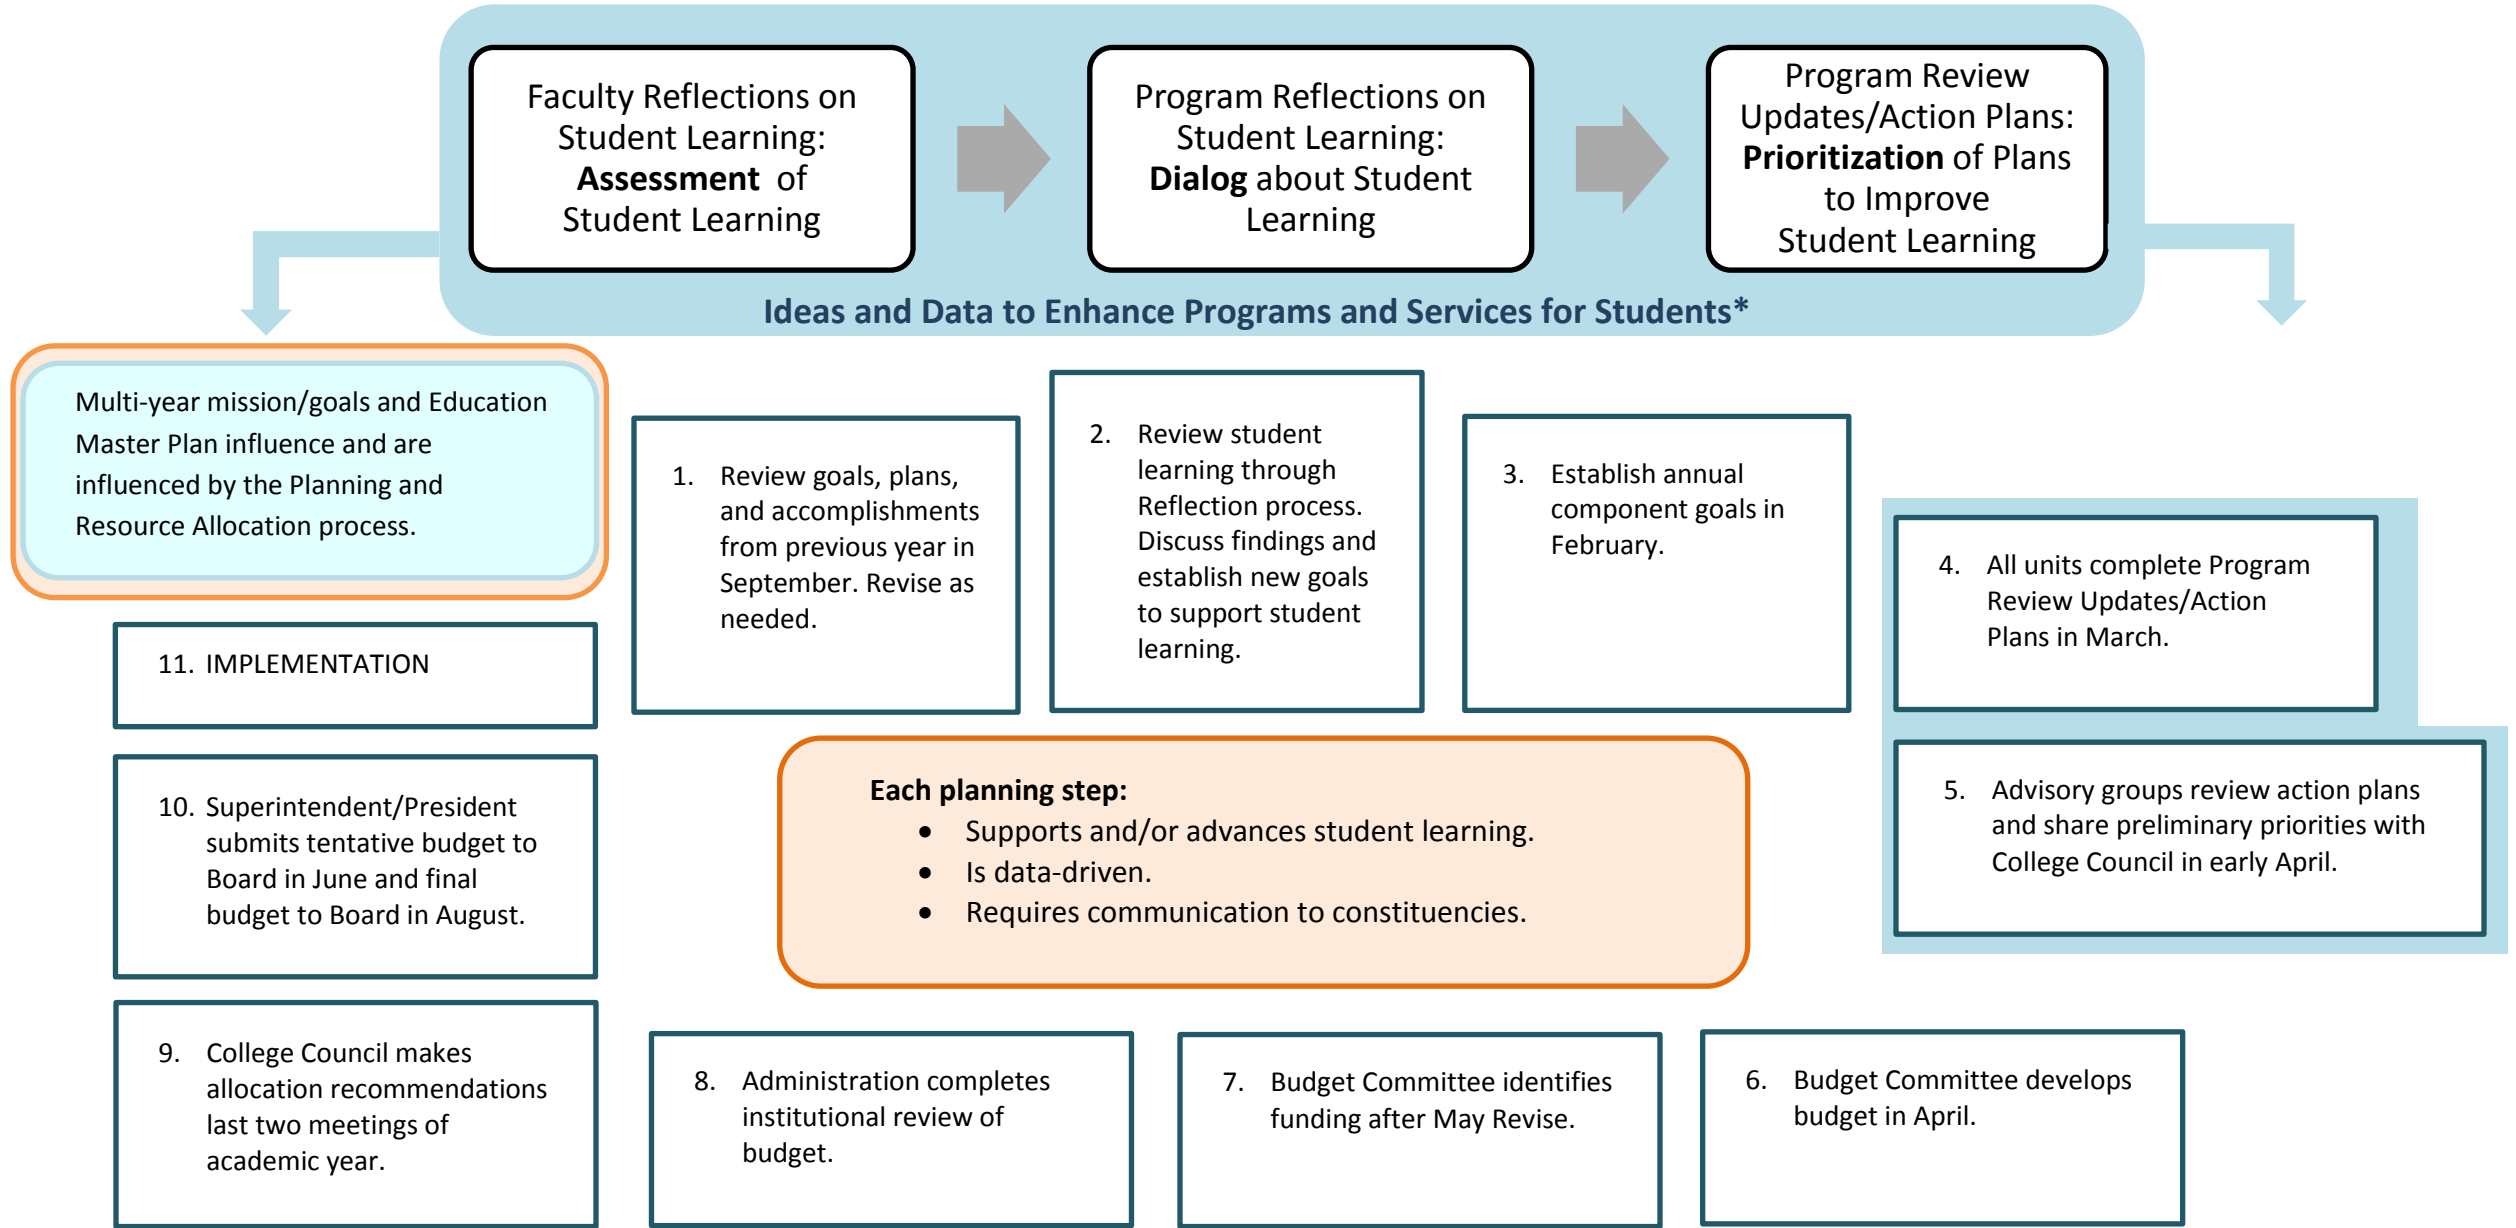 Faculty Reflections on
Student Learning:
Assessment of
Student Learning
Program Reflections on
Student Learning:
Dialog about Student
Learning
Program Review
Updates/Action Plans:
Prioritization of Plans
to Improve
Student Learning
Ideas and Data to Enhance Programs and Services for Students*
Multi-year mission/goals and Education
Master Plan influence and are
influenced by the Planning and
Resource Allocation process.
1. Review goals, plans,
and accomplishments
from previous year in
September. Revise as
needed.
2. Review student
learning through
Reflection process.
Discuss findings and
establish new goals
to support student
learning.
3. Establish annual
component goals in
February.
4. All units complete Program
Review Updates/Action
Plans in March.
5. Advisory groups review action plans
and share preliminary priorities with
College Council in early April.
Each planning step:
• Supports and/or advances student learning.
• Is data-driven.
• Requires communication to constituencies.
6. Budget Committee develops
budget in April.
7. Budget Committee identifies
funding after May Revise.
8. Administration completes
institutional review of
budget.
9. College Council makes
allocation recommendations
last two meetings of
academic year.
10. Superintendent/President
submits tentative budget to
Board in June and final
budget to Board in August.
11. IMPLEMENTATION